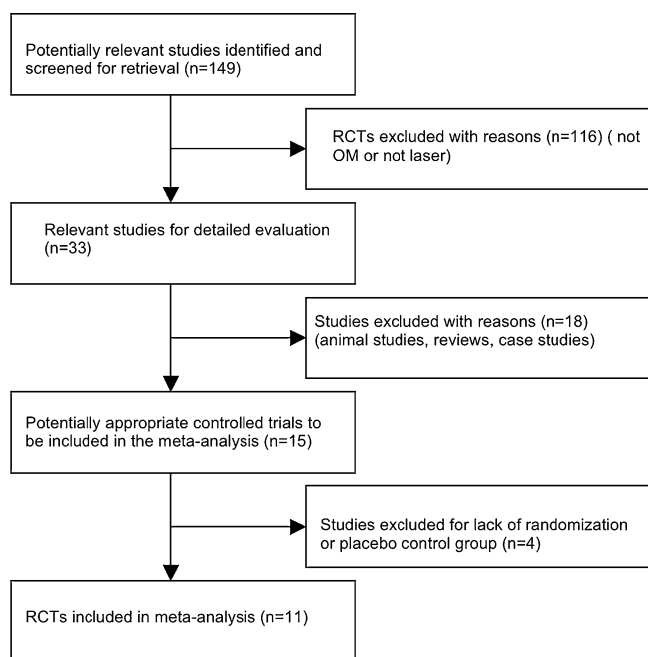 Potentially relevant studies identified and
screened for retrieval (n=149)
RCTs excluded with reasons (n=116) ( not
OM or not laser)
Relevant studies for detailed evaluation
(n=33)
Studies excluded with reasons (n=18)
(animal studies, reviews, case studies)
Potentially appropriate controlled trials to
be included in the meta-analysis (n=15)
Studies excluded for lack of randomization
or placebo control group (n=4)
RCTs included in meta-analysis (n=11)